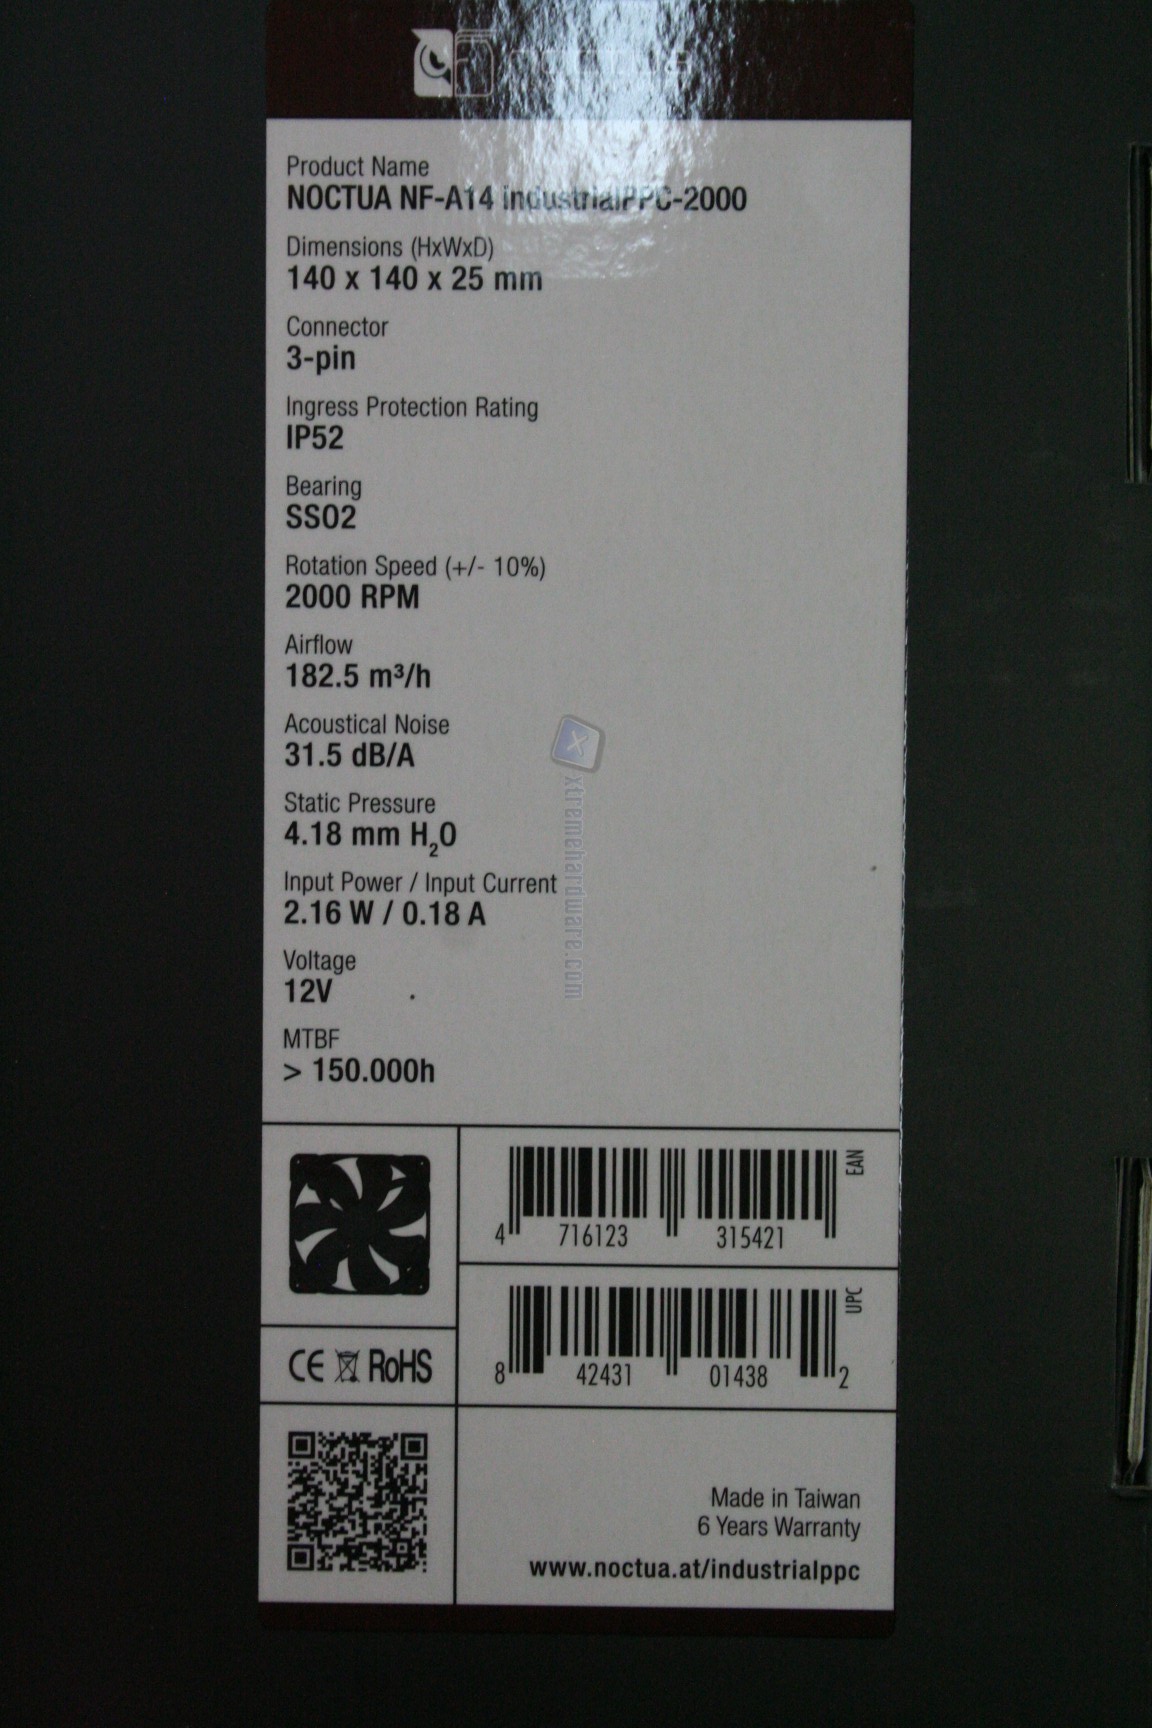 Product Name
NOCTUA NF-A14 industrialPPC-2000
Dimensions (HxWxD)
140 x 140 x 25 mm
Connector
3-pin
Ingress Protection Rating
IP52
Bearing
SSO2
Rotation Speed (+/- 10%)
2000 RPM
Airflow
182.5 m³/h
Acoustical Noise
31.5 dB/A
Static Pressure
4.18 mm H₂O
Input Power / Input Current
2.16 W / 0.18 A
Voltage
12V
MTBF
> 150.000h
xtremehardware.com
EAN
4 716123 315421
UPC
8 42431 01438 2
CE RoHS
Made in Taiwan
6 Years Warranty
www.noctua.at/industrialppc